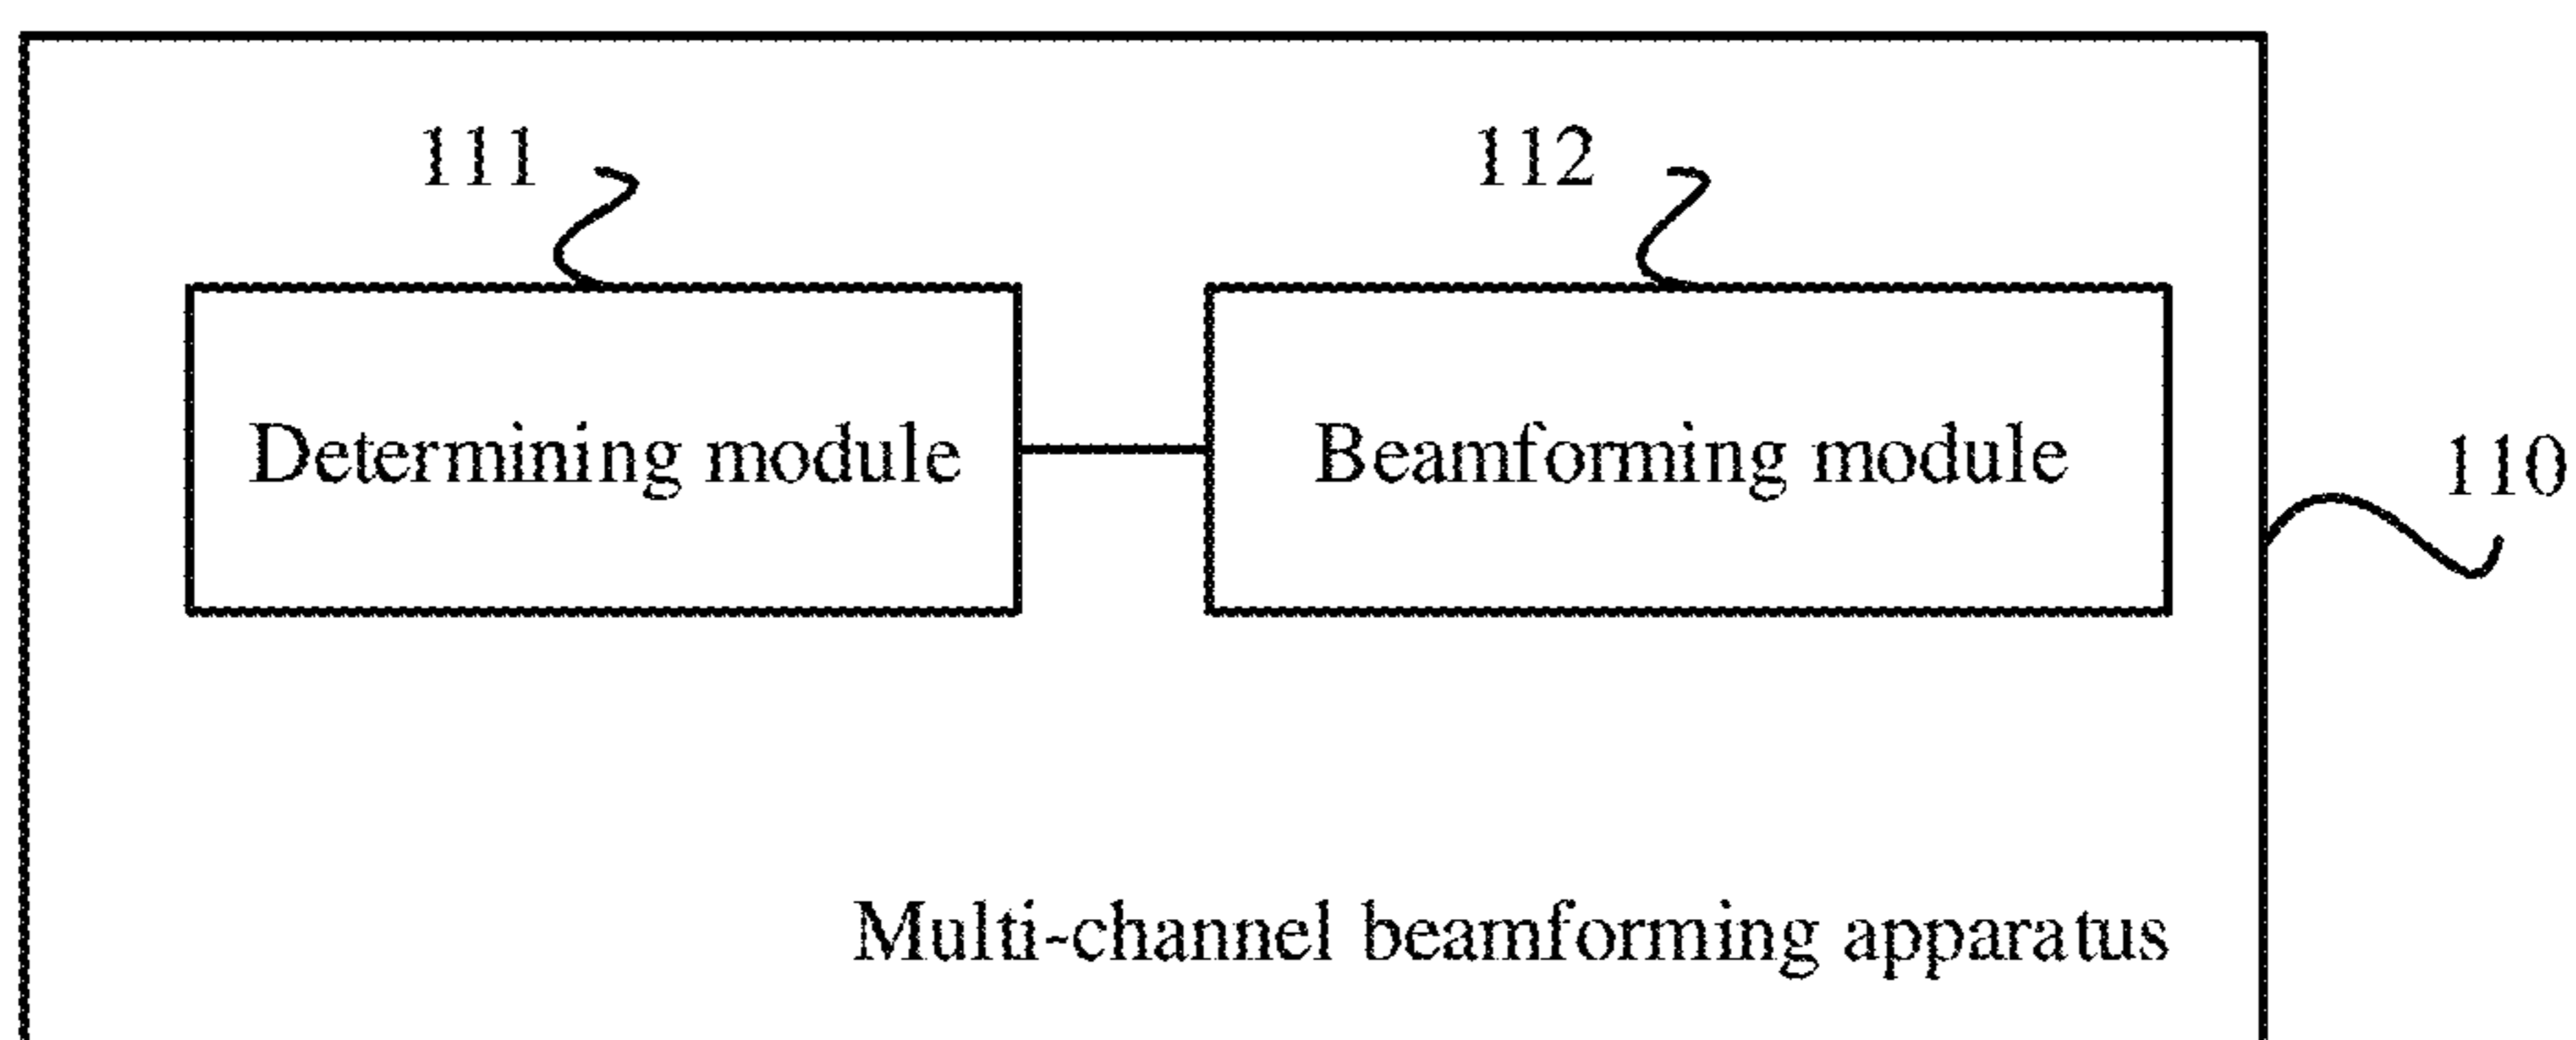 111
112
Determining module
Beamforming module
110
Multi-channel beamforming apparatus